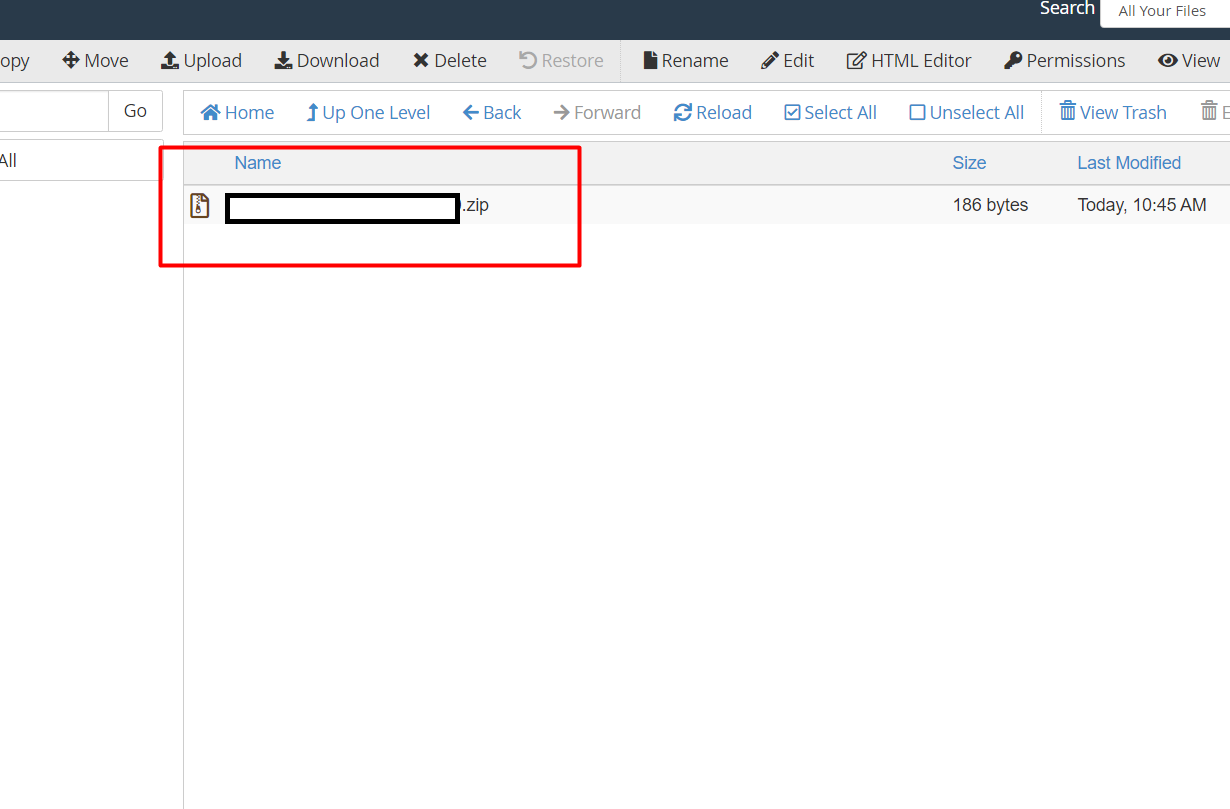 Search All Your Files
opy Move Upload Download Delete Restore Rename Edit HTML Editor Permissions View
Go Home Up One Level Back Forward Reload Select All Unselect All View Trash E
All
Name Size Last Modified
.zip 186 bytes Today, 10:45 AM